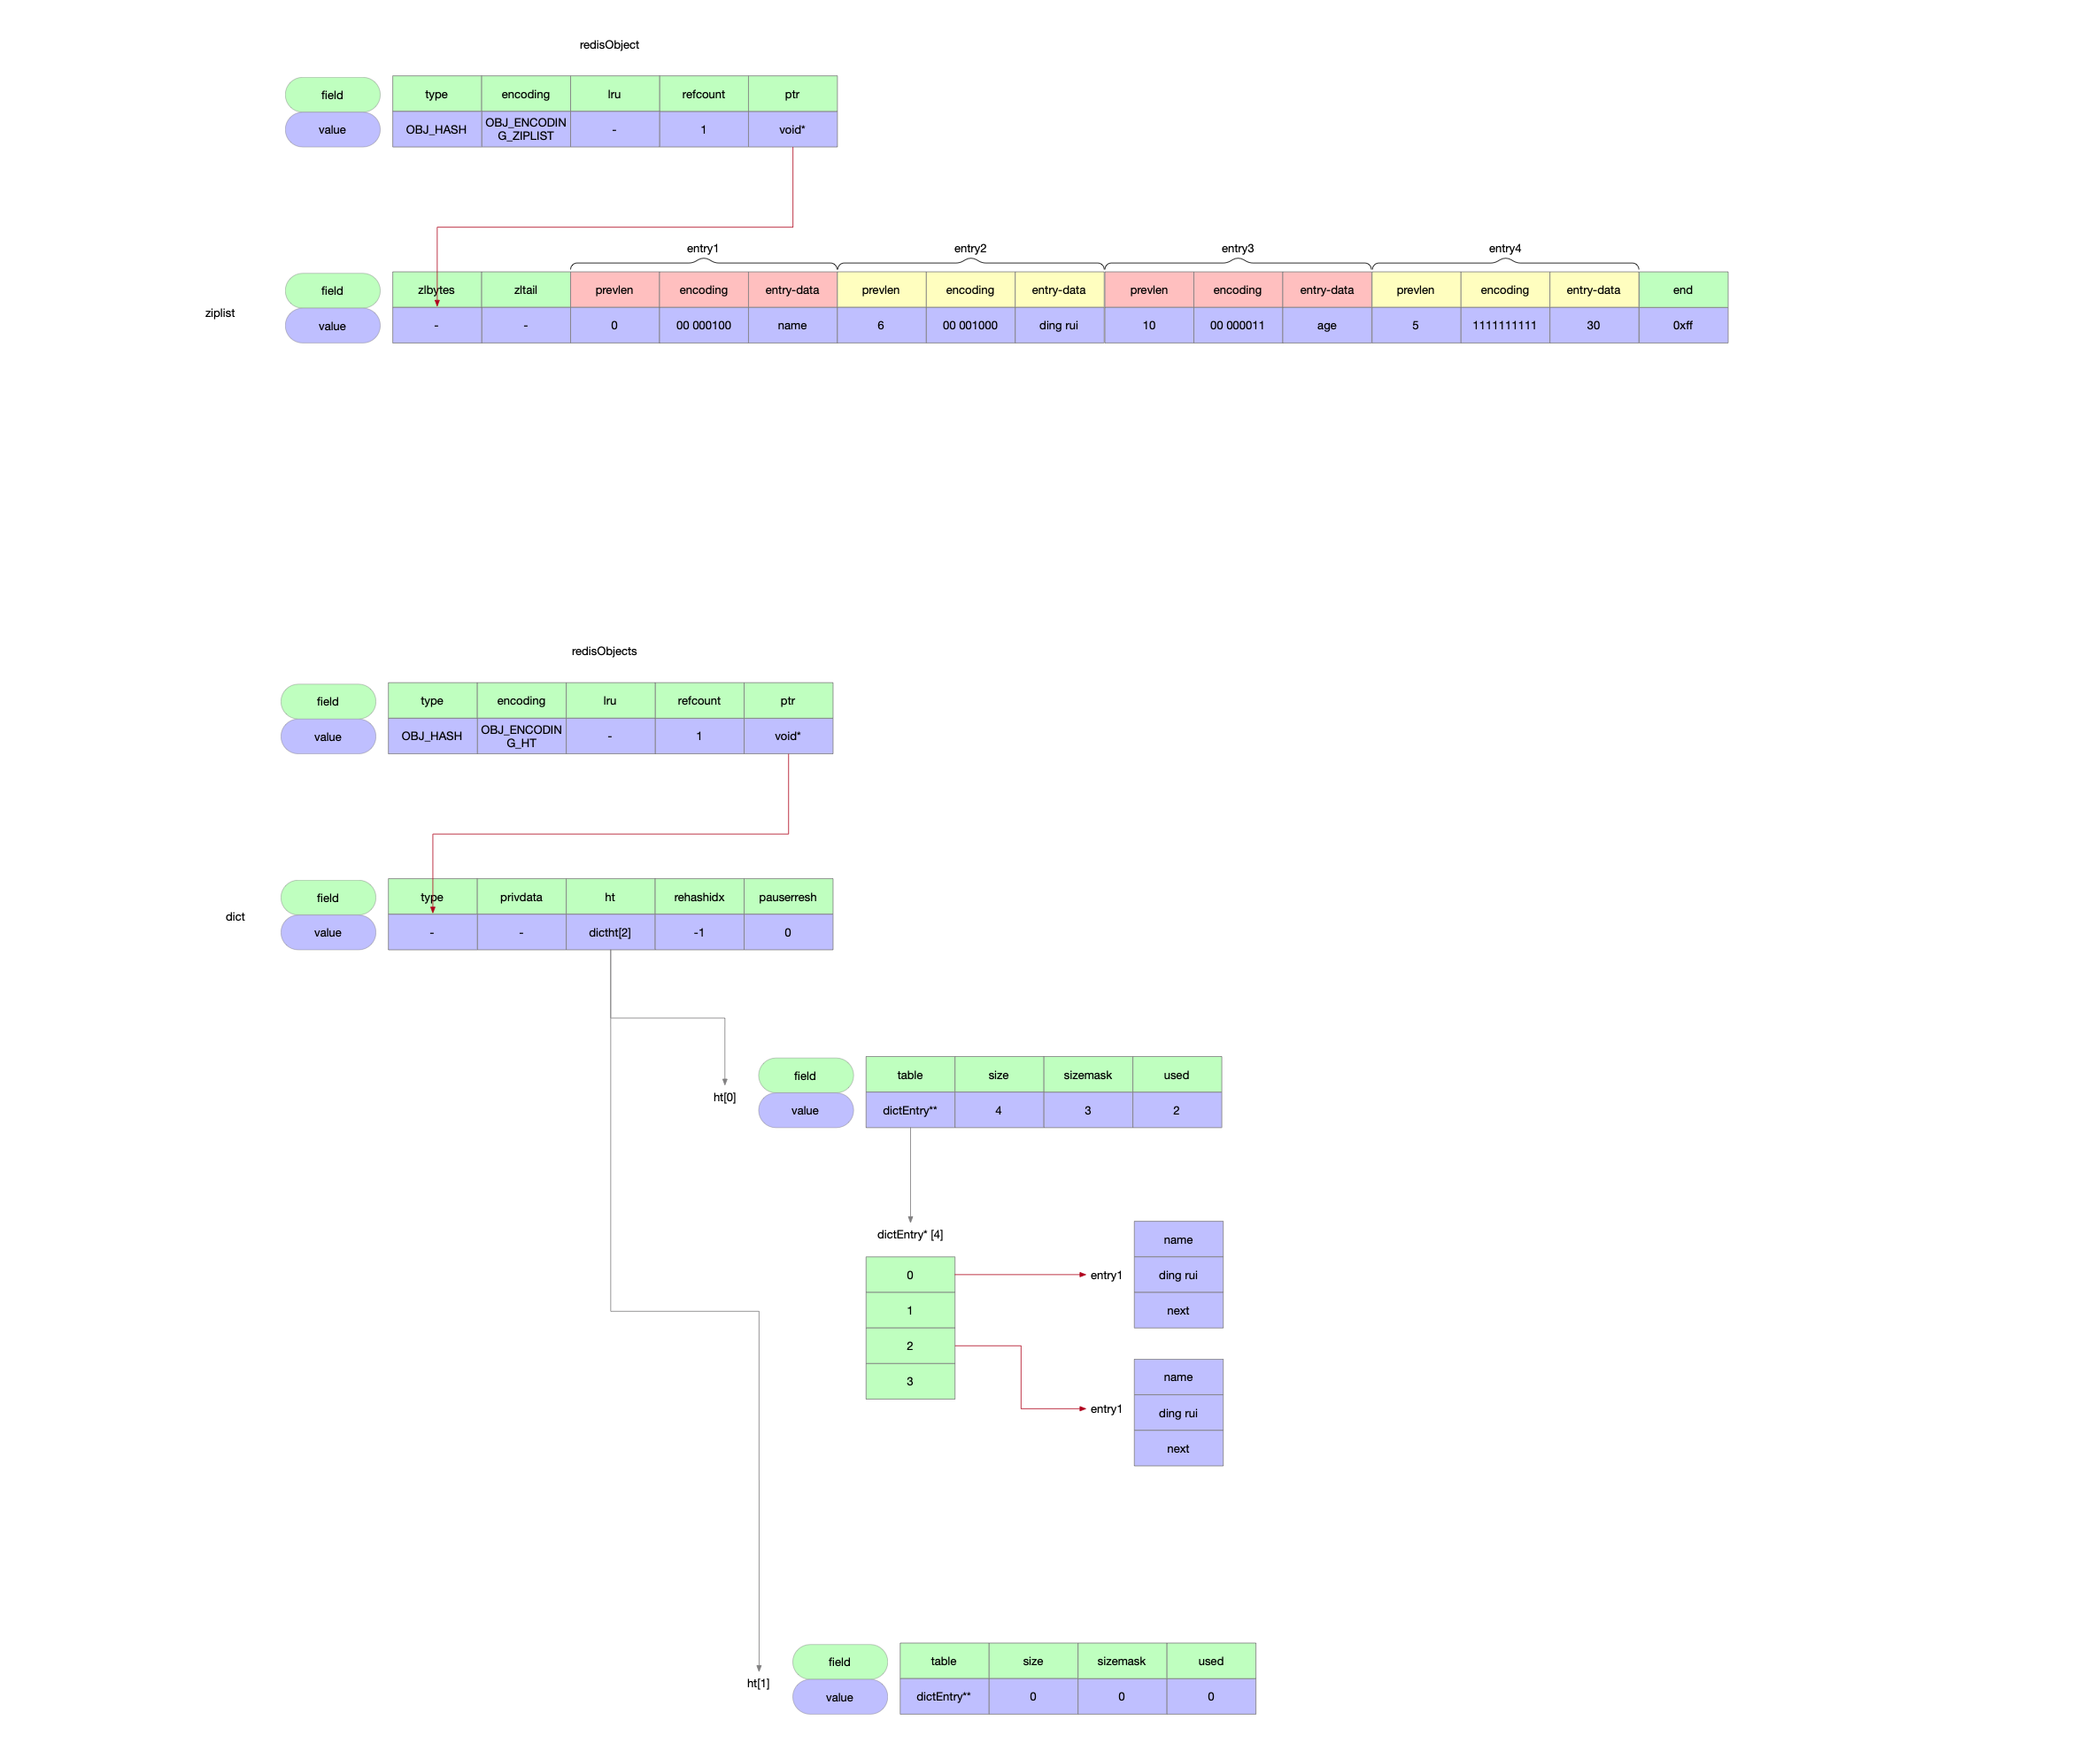 redisObject
field type encoding lru refcount ptr
value OBJ_HASH OBJ_ENCODIN
G_ZIPLIST - 1 void*
entry1 entry2 entry3 entry4
field zlbytes zltail prevlen encoding entry-data prevlen encoding entry-data prevlen encoding entry-data prevlen encoding entry-data end
ziplist
value - - 0 00 000100 name 6 00 001000 ding rui 10 00 000011 age 5 1111111111 30 0xff
redisObjects
field type encoding lru refcount ptr
value OBJ_HASH OBJ_ENCODIN
G_HT - 1 void*
field type privdata ht rehashidx pauserresh
dict
value - - dictht[2] -1 0
field table size sizemask used
ht[0]
value dictEntry** 4 3 2
dictEntry* [4]
name
0 entry1 ding rui
1 next
2
name
3
entry1 ding rui
next
field table size sizemask used
ht[1]
value dictEntry** 0 0 0